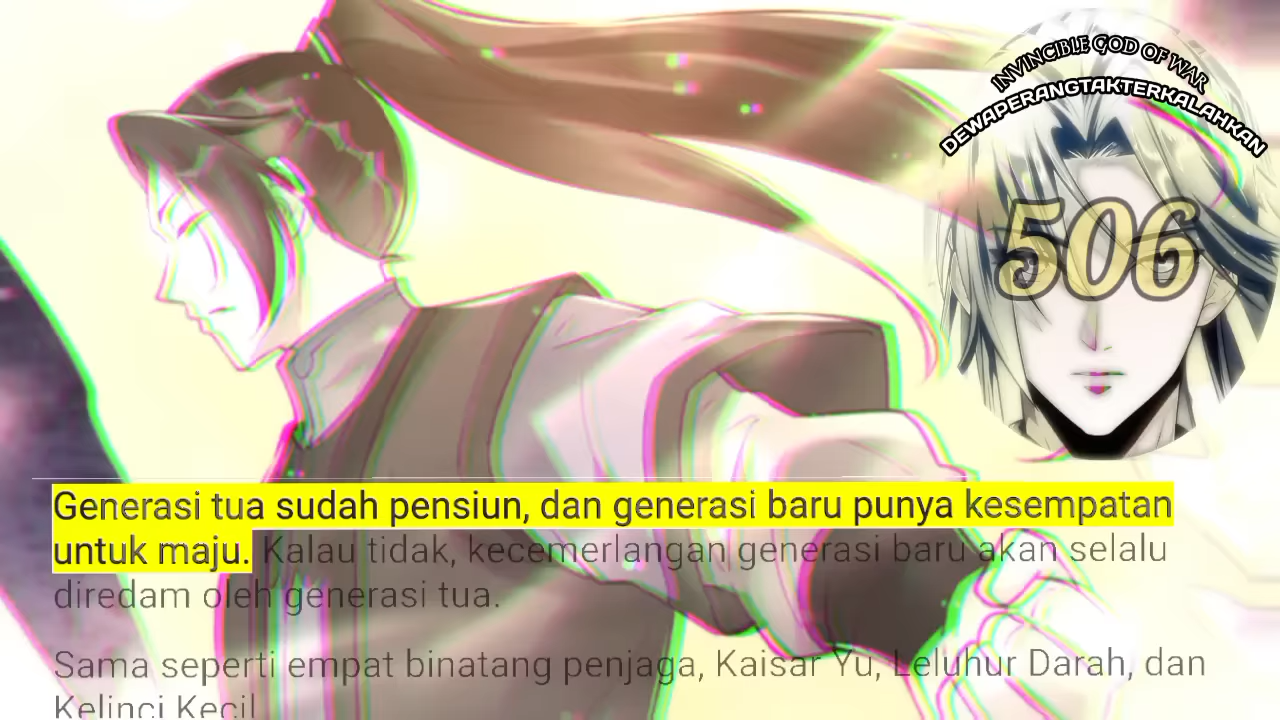 INVINCIBLE GOD OF WAR
DEWAPERANGTAKTERKALAHKAN
506
Generasi tua sudah pensiun, dan generasi baru punya kesempatan
untuk maju. Kalau tidak, kecemerlangan generasi baru akan selalu
diredam oleh generasi tua.
Sama seperti empat binatang penjaga, Kaisar Yu, Leluhur Darah, dan
Kelinci Kecil